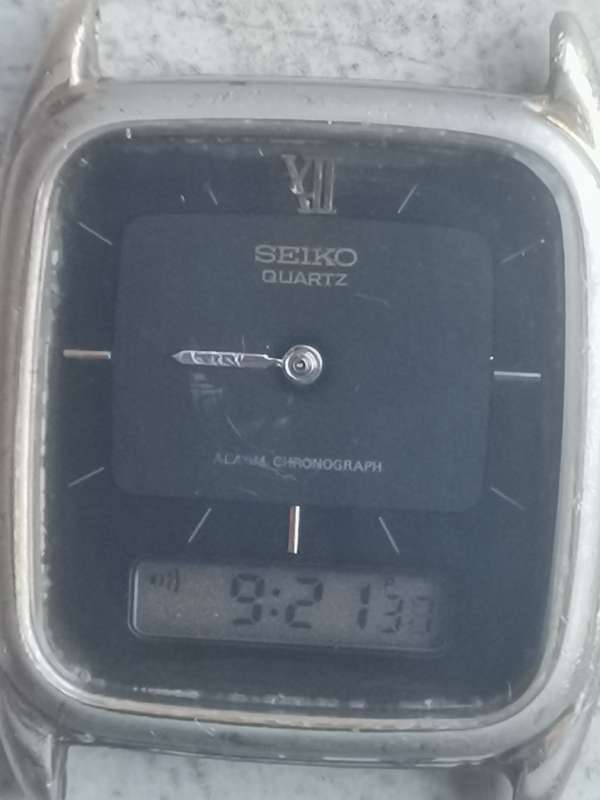 XII
SEIKO
QUARTZ
ALARM CHRONOGRAPH
9:21